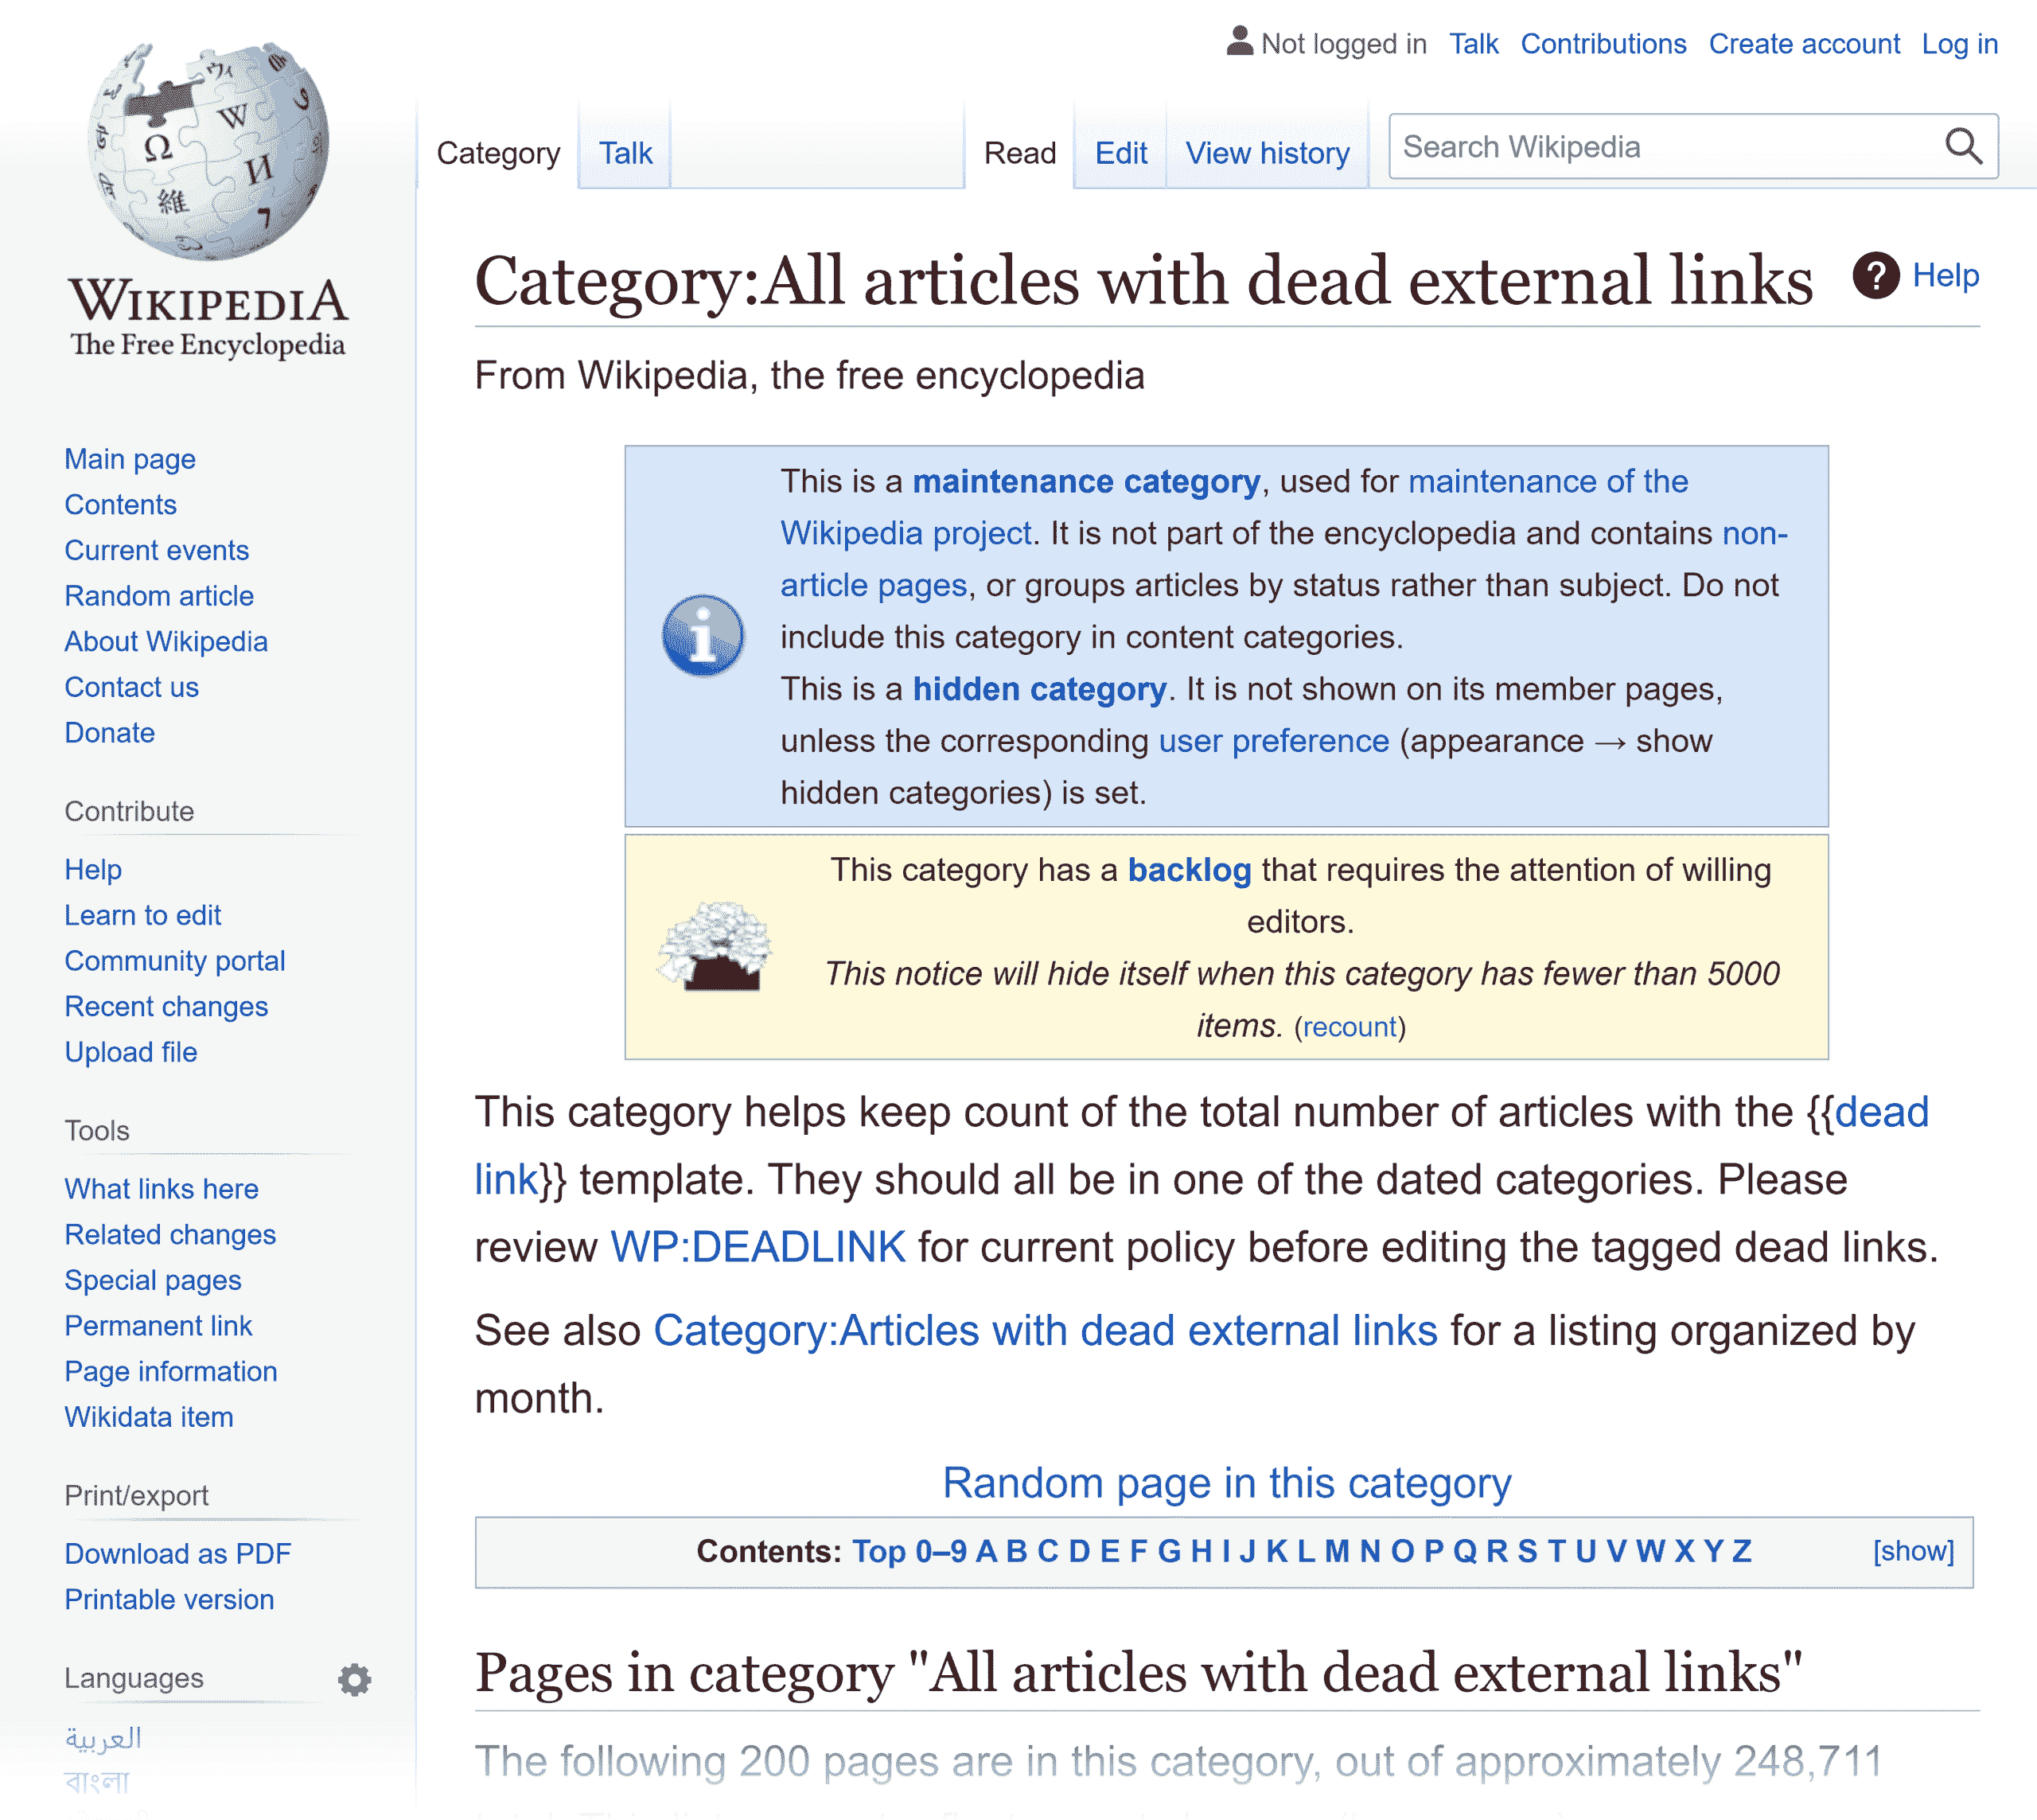 Not logged in Talk Contributions Create account Log in
Category Talk Read Edit View history Search Wikipedia
Ω W И 維 ウィ ר
WIKIPEDIA
The Free Encyclopedia
Main page
Contents
Current events
Random article
About Wikipedia
Contact us
Donate
Contribute
Help
Learn to edit
Community portal
Recent changes
Upload file
Tools
What links here
Related changes
Special pages
Permanent link
Page information
Wikidata item
Print/export
Download as PDF
Printable version
Languages
العربية
বাংলা
Category:All articles with dead external links
? Help
From Wikipedia, the free encyclopedia
i
This is a maintenance category, used for maintenance of the
Wikipedia project. It is not part of the encyclopedia and contains non-
article pages, or groups articles by status rather than subject. Do not
include this category in content categories.
This is a hidden category. It is not shown on its member pages,
unless the corresponding user preference (appearance → show
hidden categories) is set.
This category has a backlog that requires the attention of willing
editors.
This notice will hide itself when this category has fewer than 5000
items. (recount)
This category helps keep count of the total number of articles with the {{dead
link}} template. They should all be in one of the dated categories. Please
review WP:DEADLINK for current policy before editing the tagged dead links.
See also Category:Articles with dead external links for a listing organized by
month.
Random page in this category
Contents: Top 0–9 A B C D E F G H I J K L M N O P Q R S T U V W X Y Z [show]
Pages in category "All articles with dead external links"
The following 200 pages are in this category, out of approximately 248,711